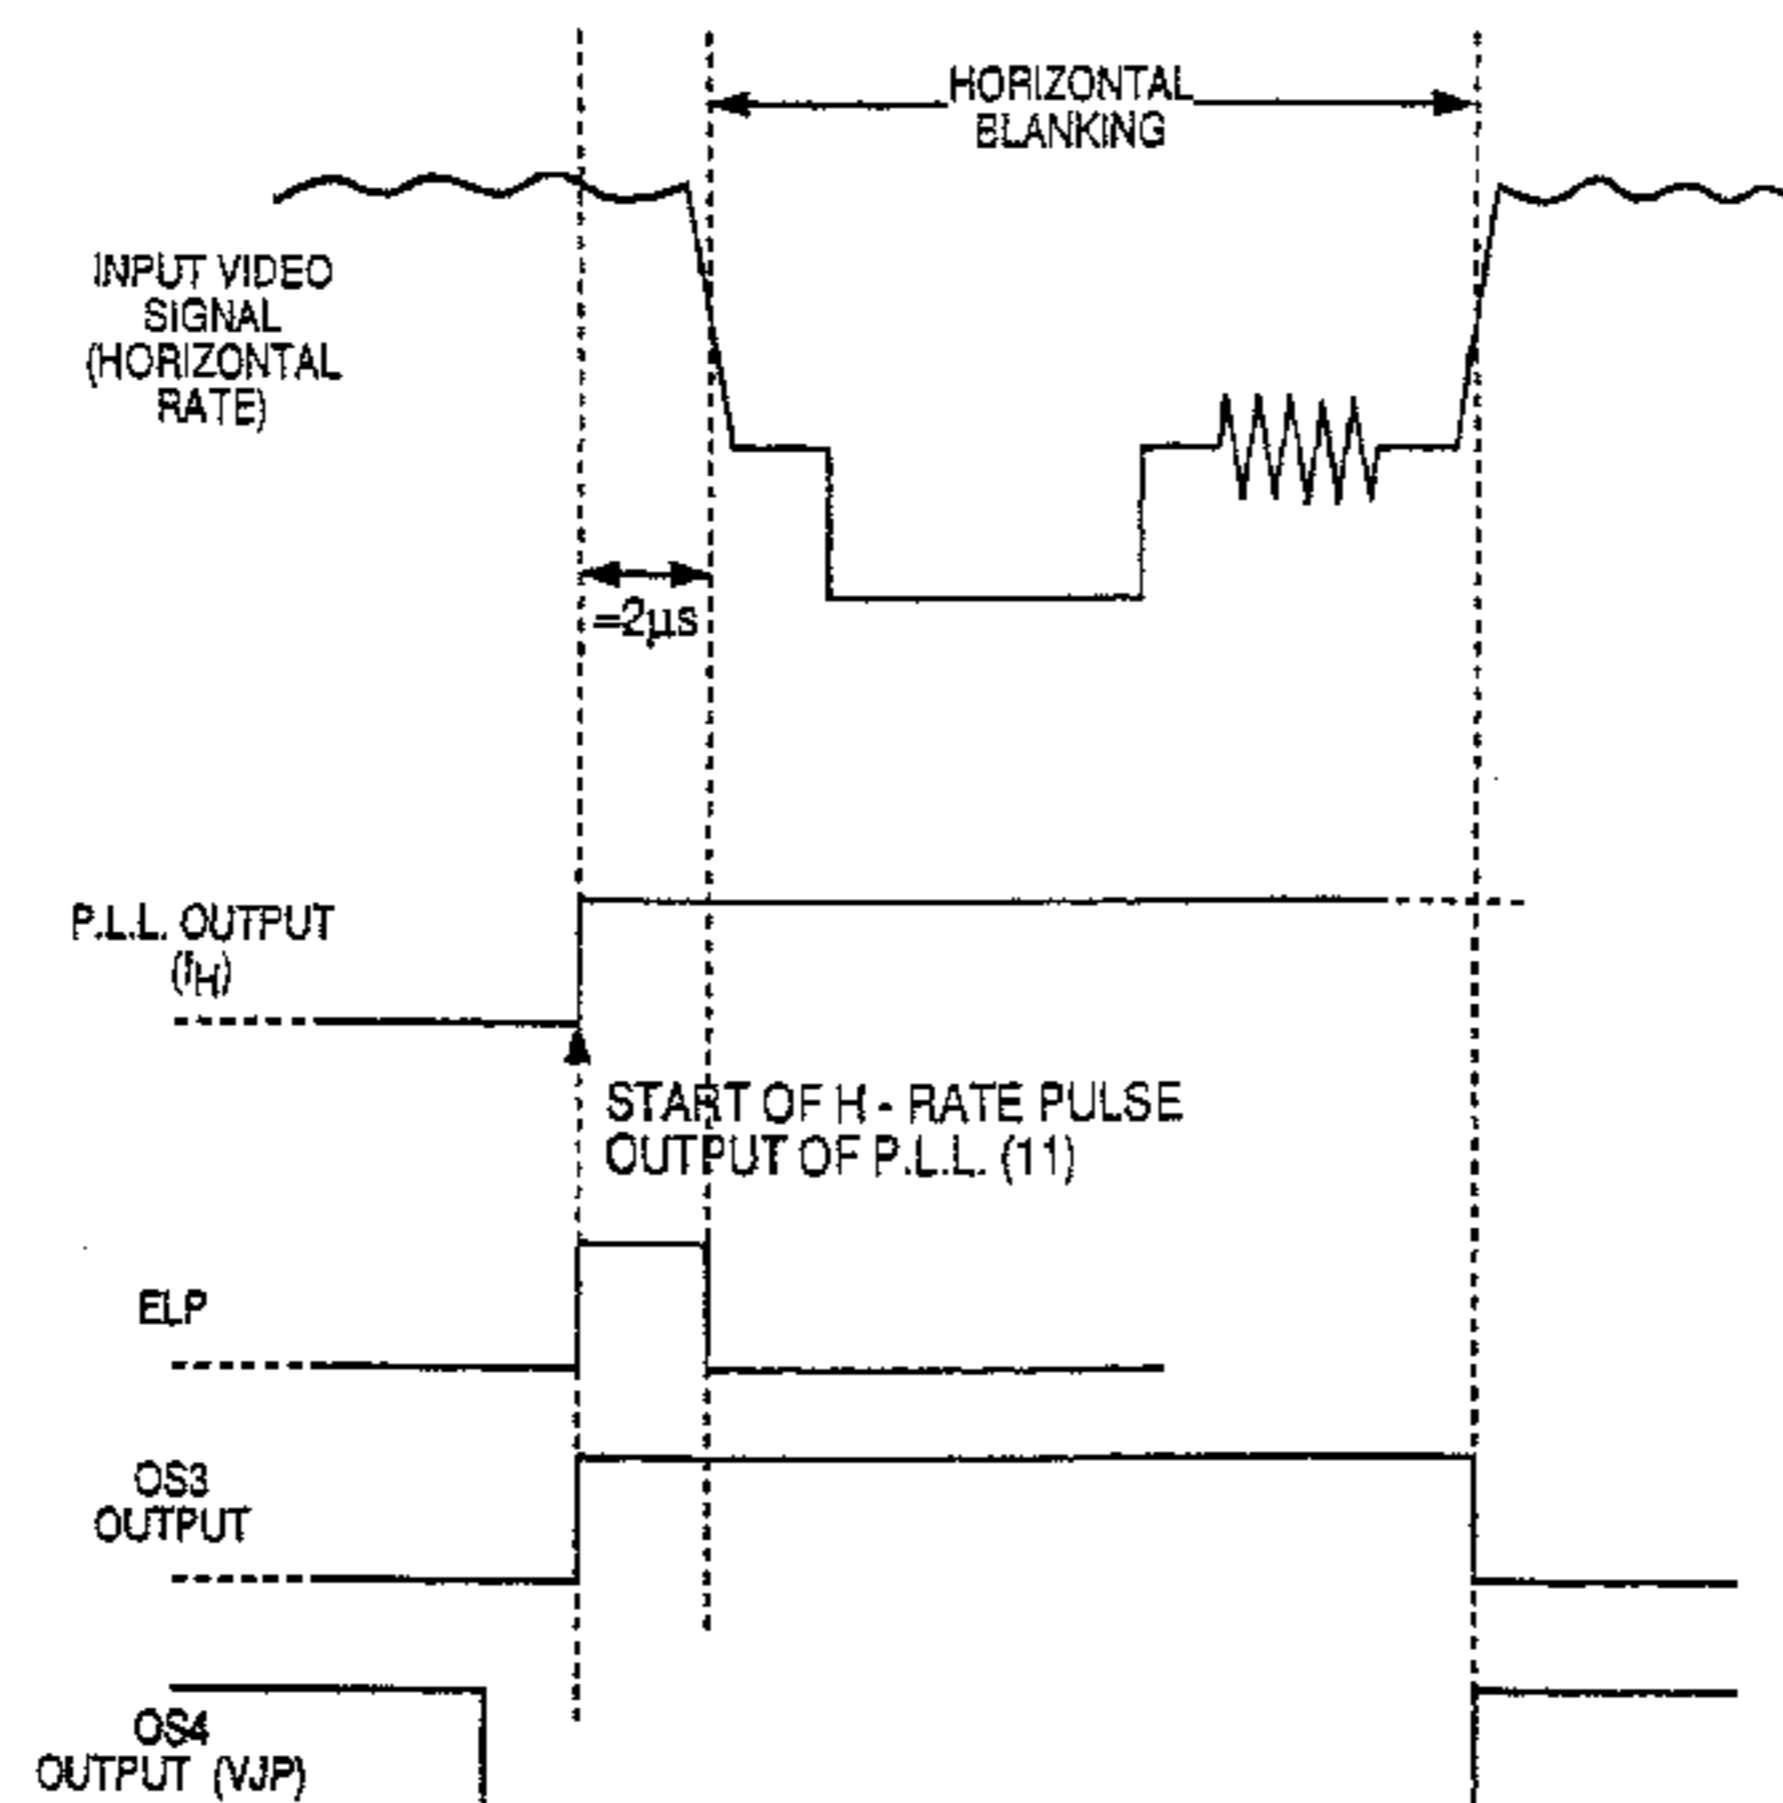 HORIZONTAL
BLANKING
INPUT VIDEO
SIGNAL
(HORIZONTAL
RATE)
=2µs
P.L.L. OUTPUT
(fH)
START OF H - RATE PULSE
OUTPUT OF P.L.L. (11)
ELP
OS3
OUTPUT
OS4
OUTPUT (VJP)